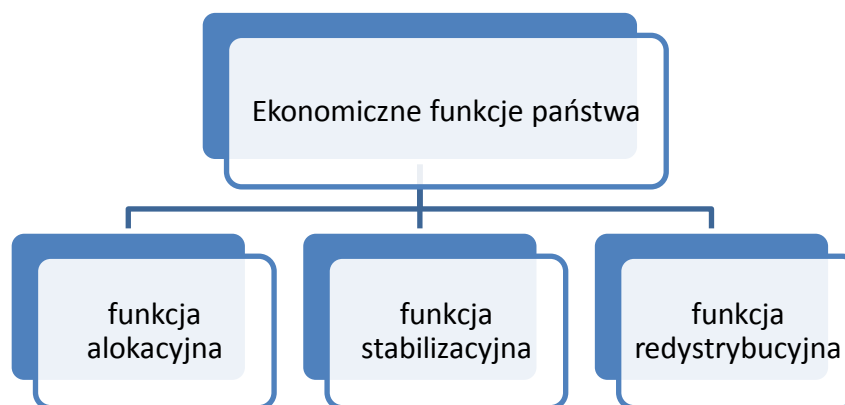 Ekonomiczne funkcje państwa
funkcja
alokacyjna
funkcja
stabilizacyjna
funkcja
redystrybucyjna